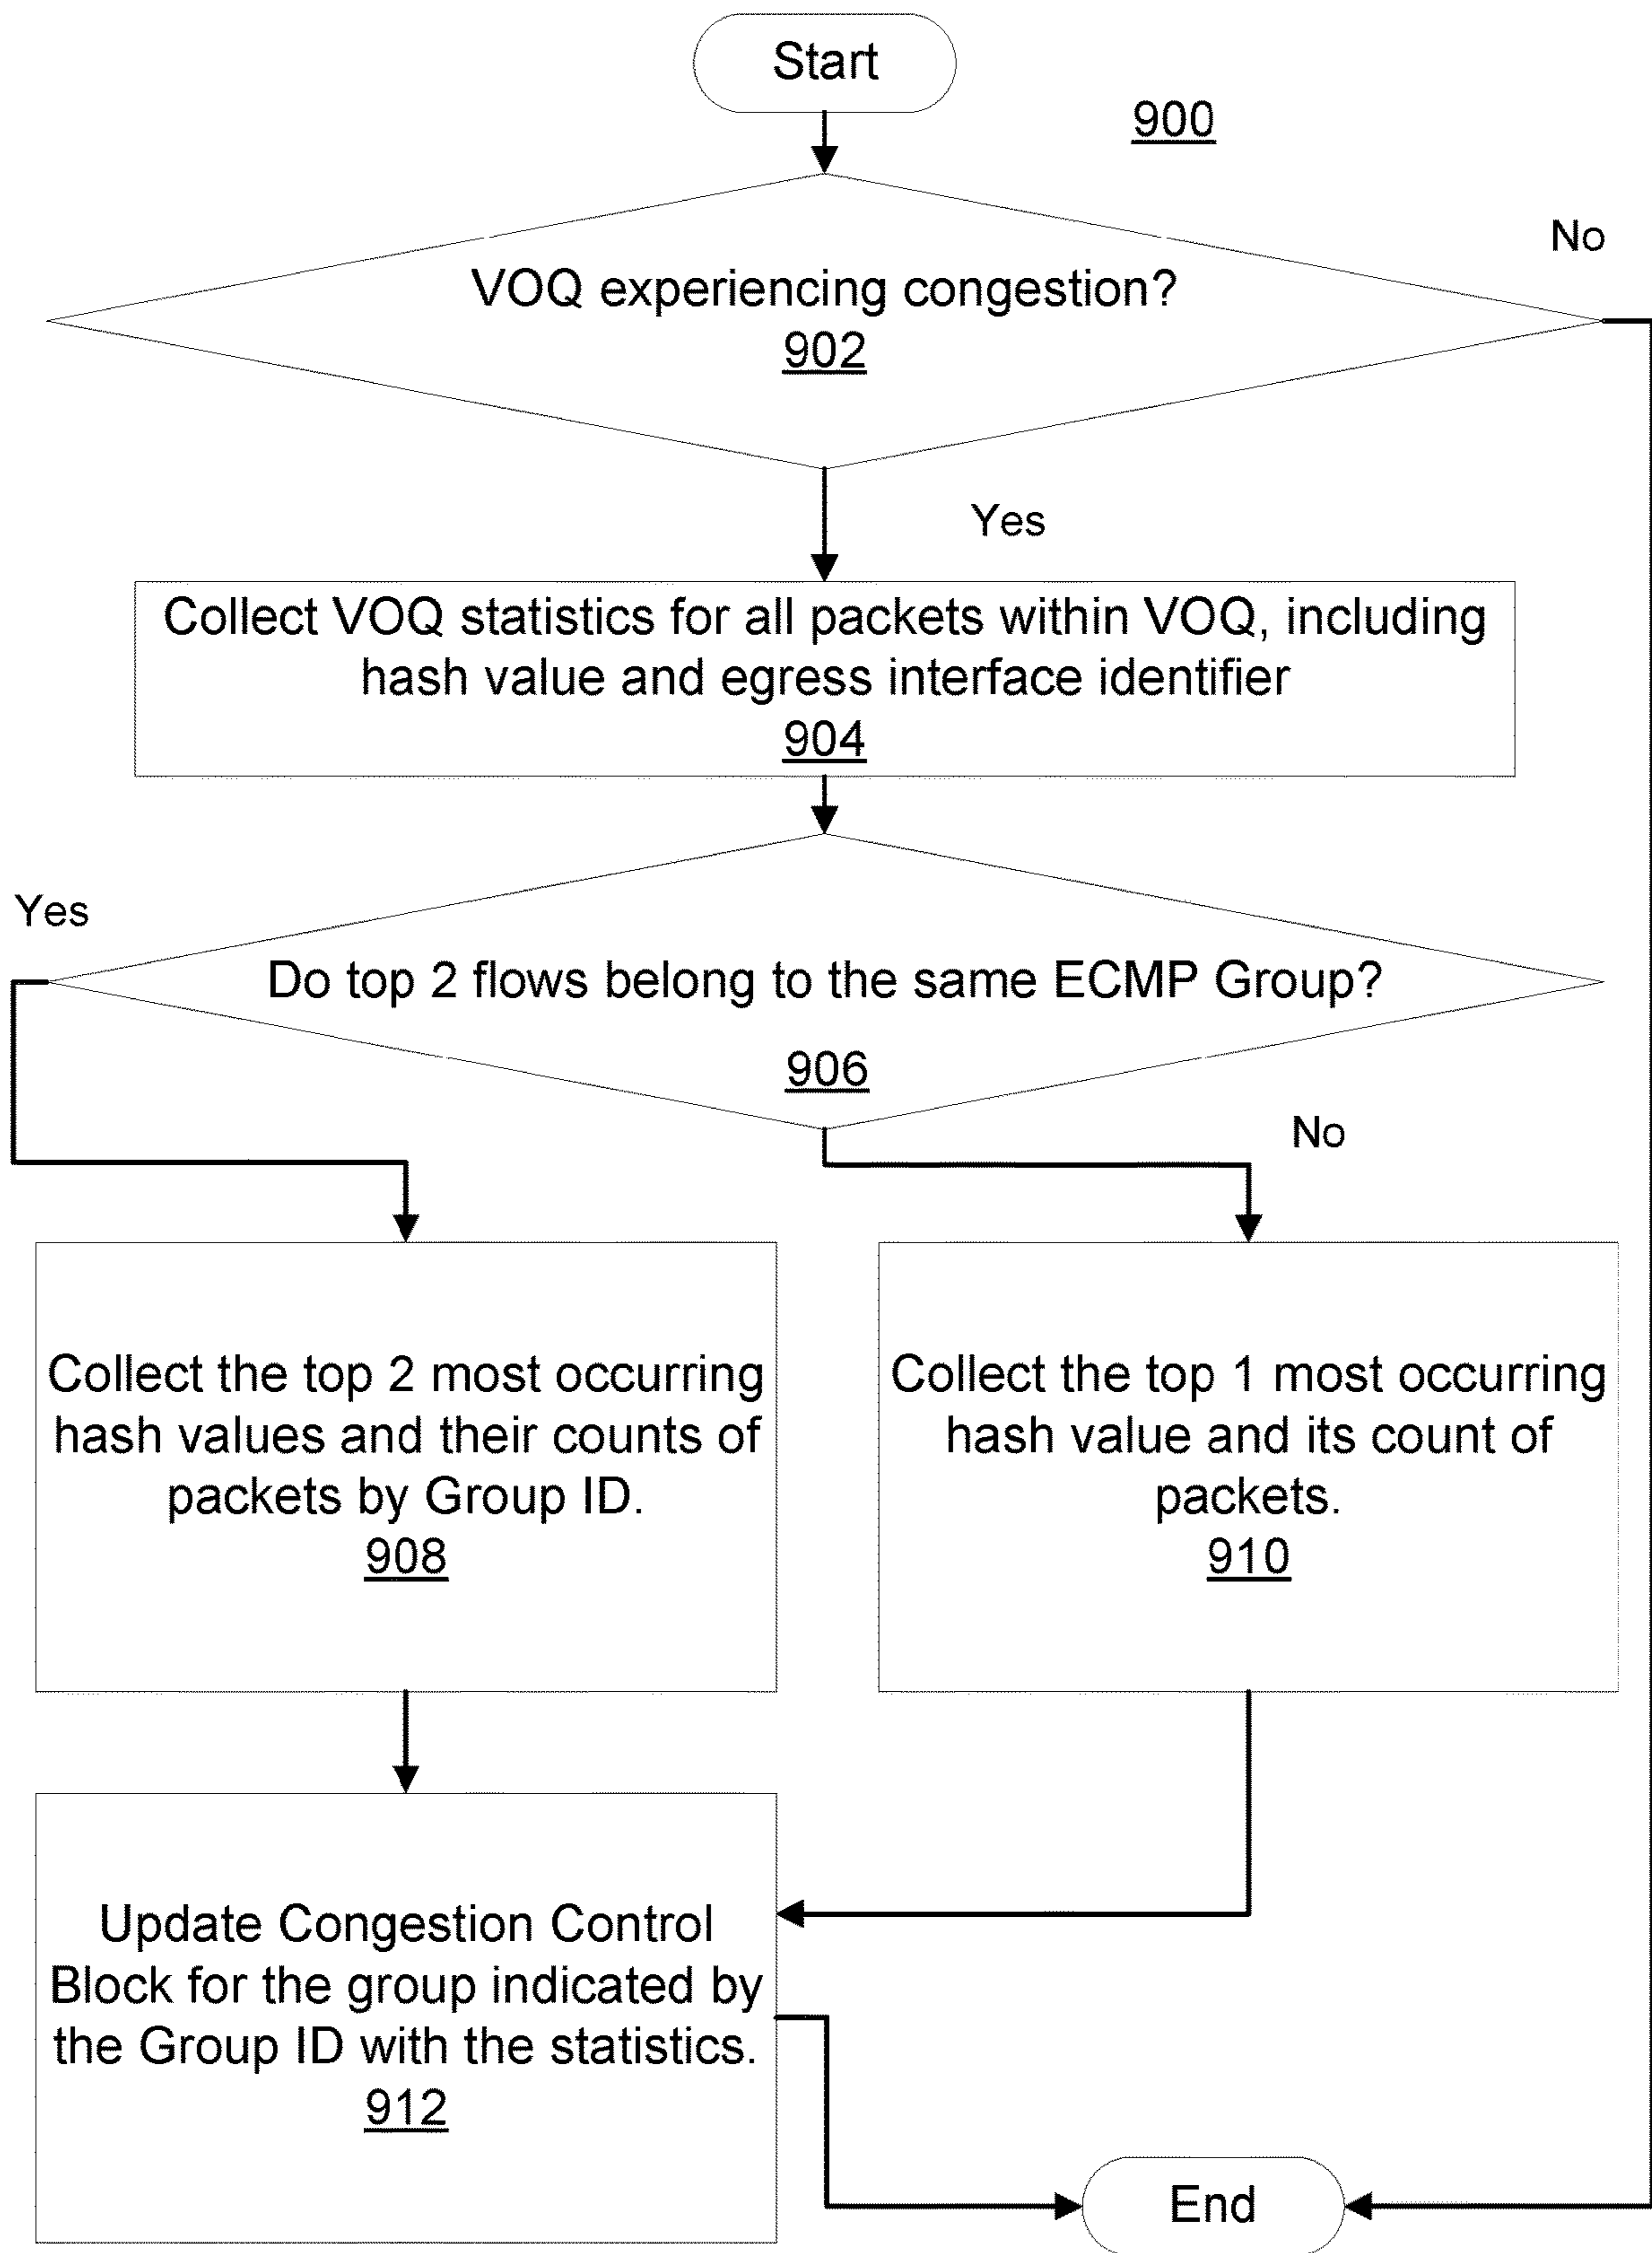 Start
900
No
VOQ experiencing congestion?
902
Yes
Collect VOQ statistics for all packets within VOQ, including
hash value and egress interface identifier
904
Yes
Do top 2 flows belong to the same ECMP Group?
906
No
Collect the top 2 most occurring
hash values and their counts of
packets by Group ID.
908
Collect the top 1 most occurring
hash value and its count of
packets.
910
Update Congestion Control
Block for the group indicated by
the Group ID with the statistics.
912
End